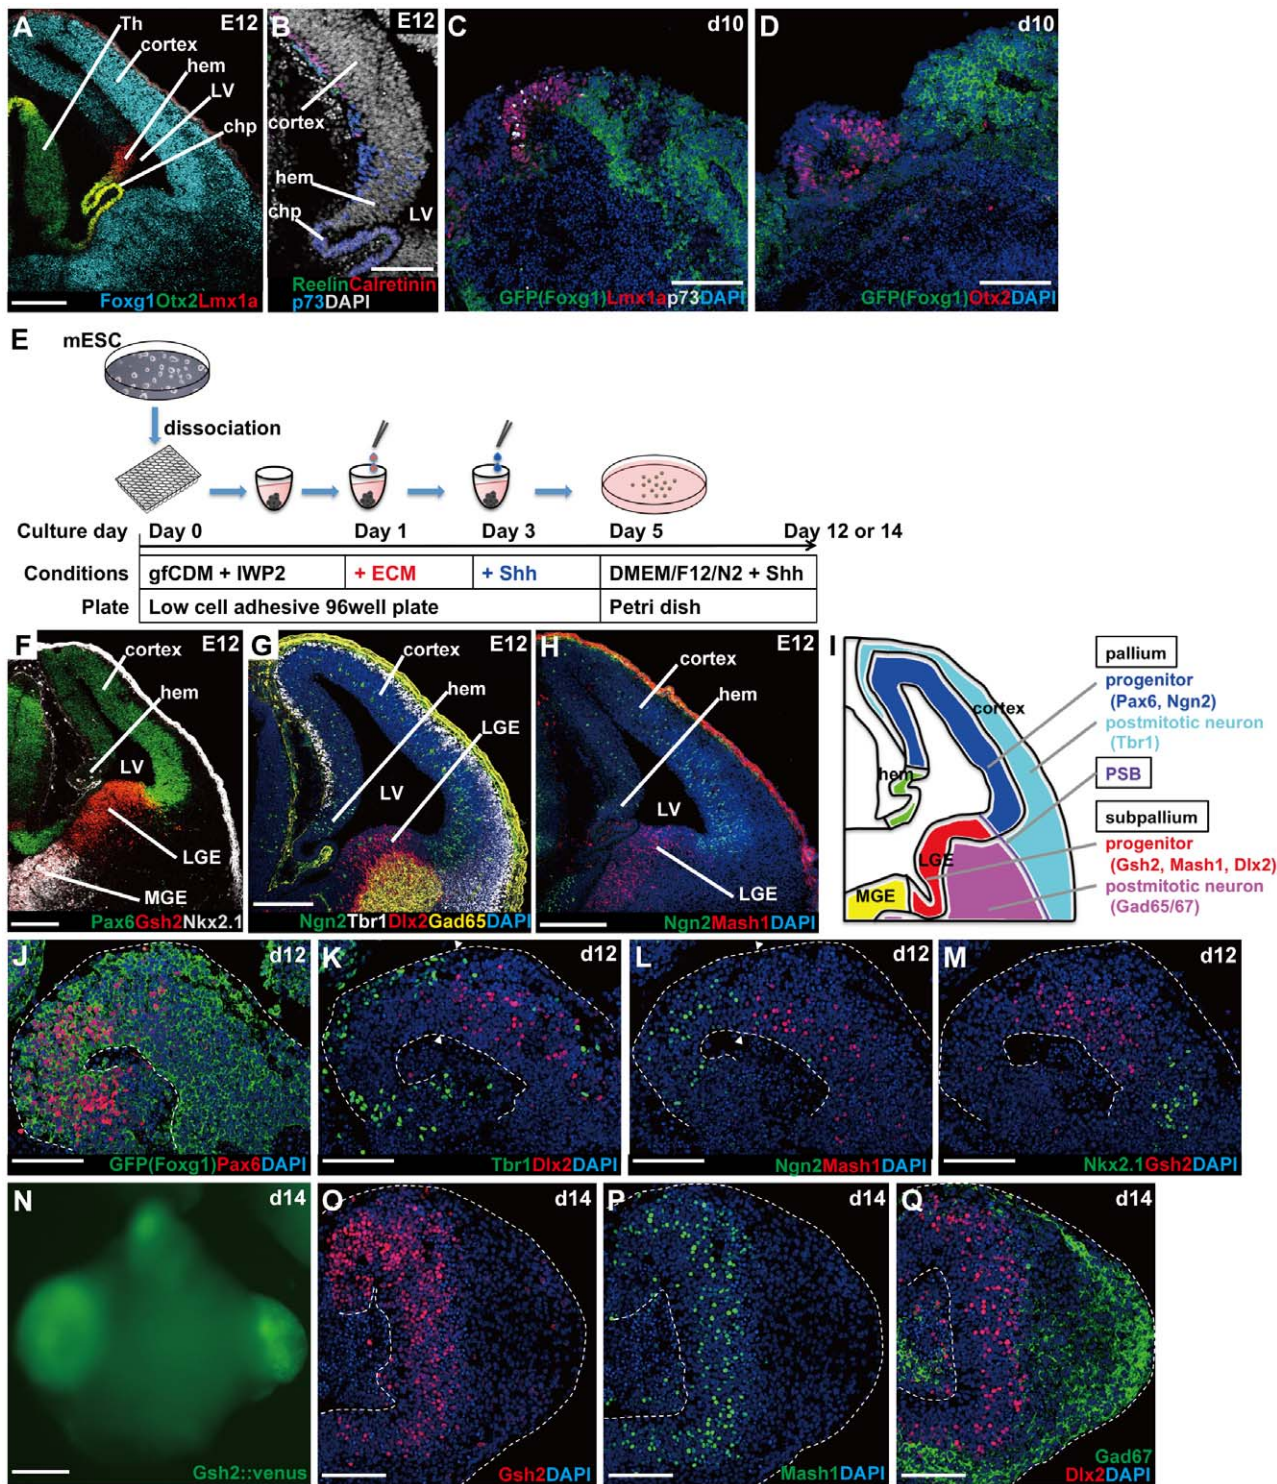 A
Th
E12
cortex
hem
LV
chp
Foxg1Otx2Lmx1a
B
E12
cortex
hem
chp
LV
ReelinCalretinin
p73DAPI
C
d10
GFP(Foxg1)Lmx1ap73DAPI
D
d10
GFP(Foxg1)Otx2DAPI
E
mESC
dissociation
Culture day Day 0 Day 1 Day 3 Day 5 Day 12 or 14
Conditions gfCDM + IWP2 + ECM + Shh DMEM/F12/N2 + Shh
Plate Low cell adhesive 96well plate Petri dish
F
E12
cortex
hem
LV
LGE
MGE
Pax6Gsh2Nkx2.1
G
E12
cortex
hem
LGE
LV
Ngn2Tbr1Dlx2Gad65DAPI
H
E12
cortex
hem
LV
LGE
Ngn2Mash1DAPI
I
cortex
hem
LGE
MGE
pallium
progenitor
(Pax6, Ngn2)
postmitotic neuron
(Tbr1)
PSB
subpallium
progenitor
(Gsh2, Mash1, Dlx2)
postmitotic neuron
(Gad65/67)
J
d12
GFP(Foxg1)Pax6DAPI
K
d12
Tbr1Dlx2DAPI
L
d12
Ngn2Mash1DAPI
M
d12
Nkx2.1Gsh2DAPI
N
d14
Gsh2::venus
O
d14
Gsh2DAPI
P
d14
Mash1DAPI
Q
d14
Gad67
Dlx2DAPI